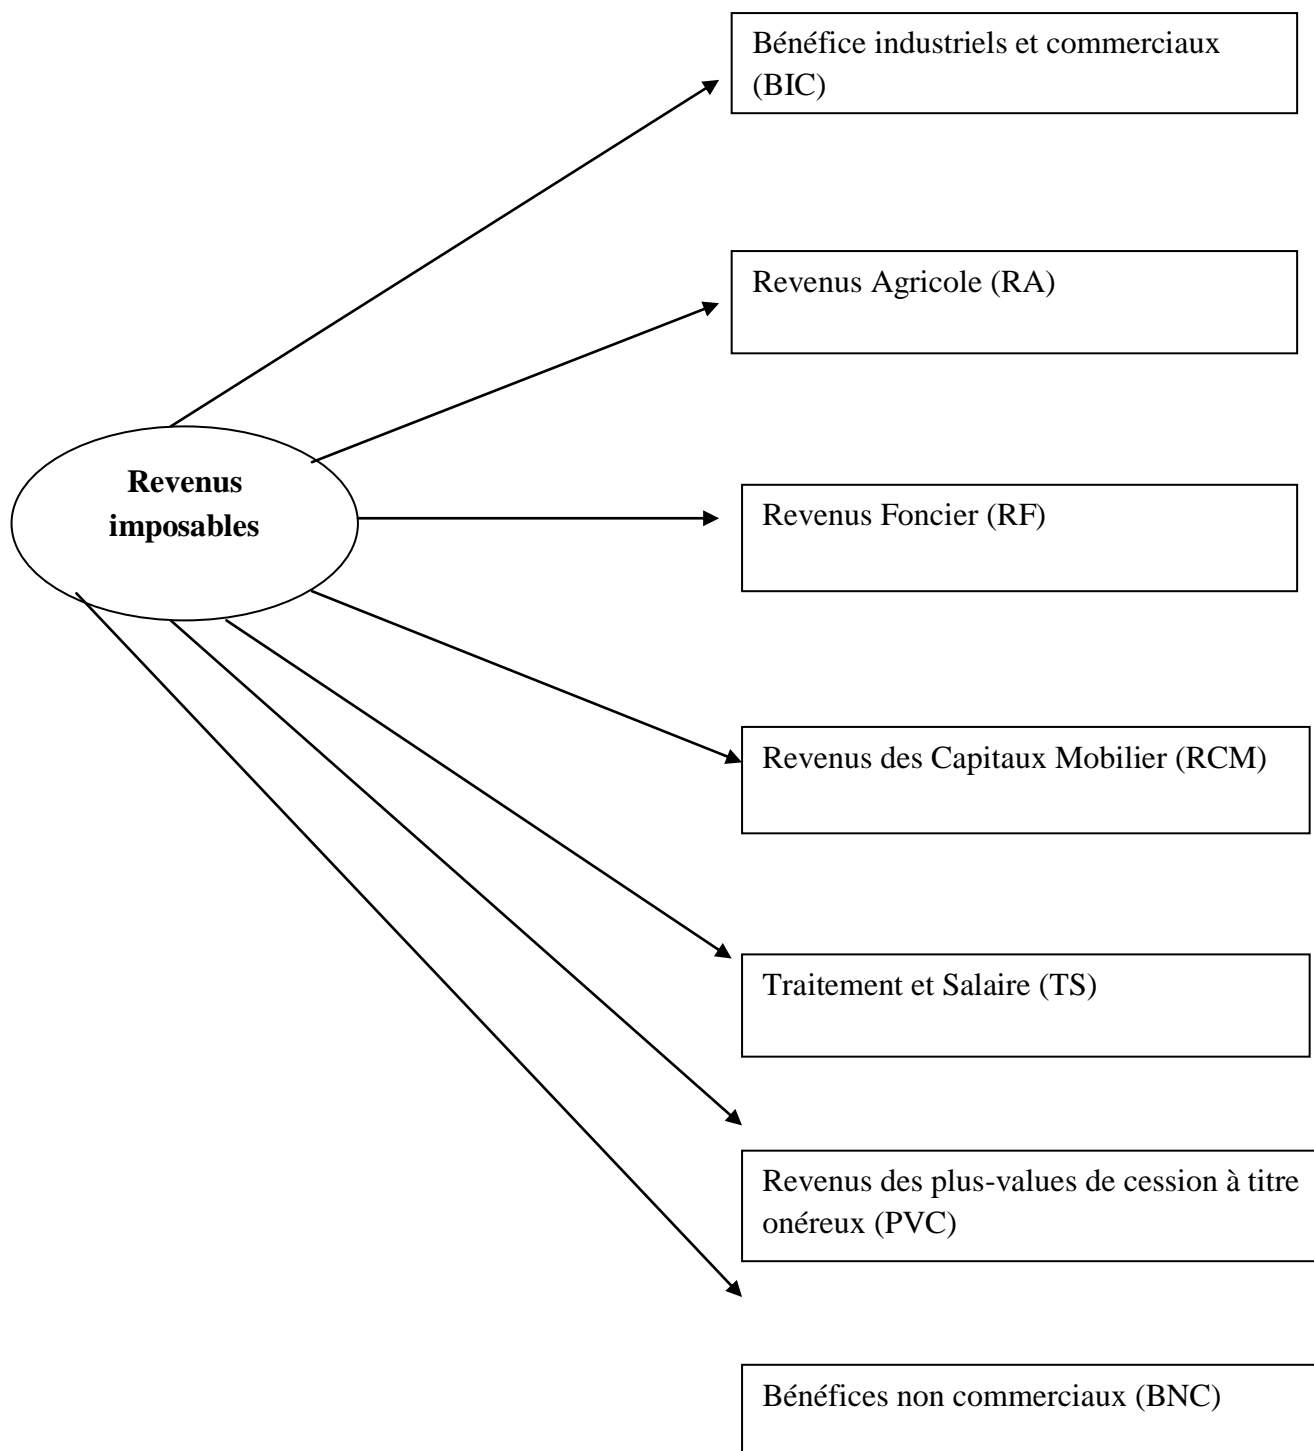 Bénéfice industriels et commerciaux
(BIC)
Revenus Agricole (RA)
Revenus
imposables
Revenus Foncier (RF)
Revenus des Capitaux Mobilier (RCM)
Traitement et Salaire (TS)
Revenus des plus-values de cession à titre
onéreux (PVC)
Bénéfices non commerciaux (BNC)